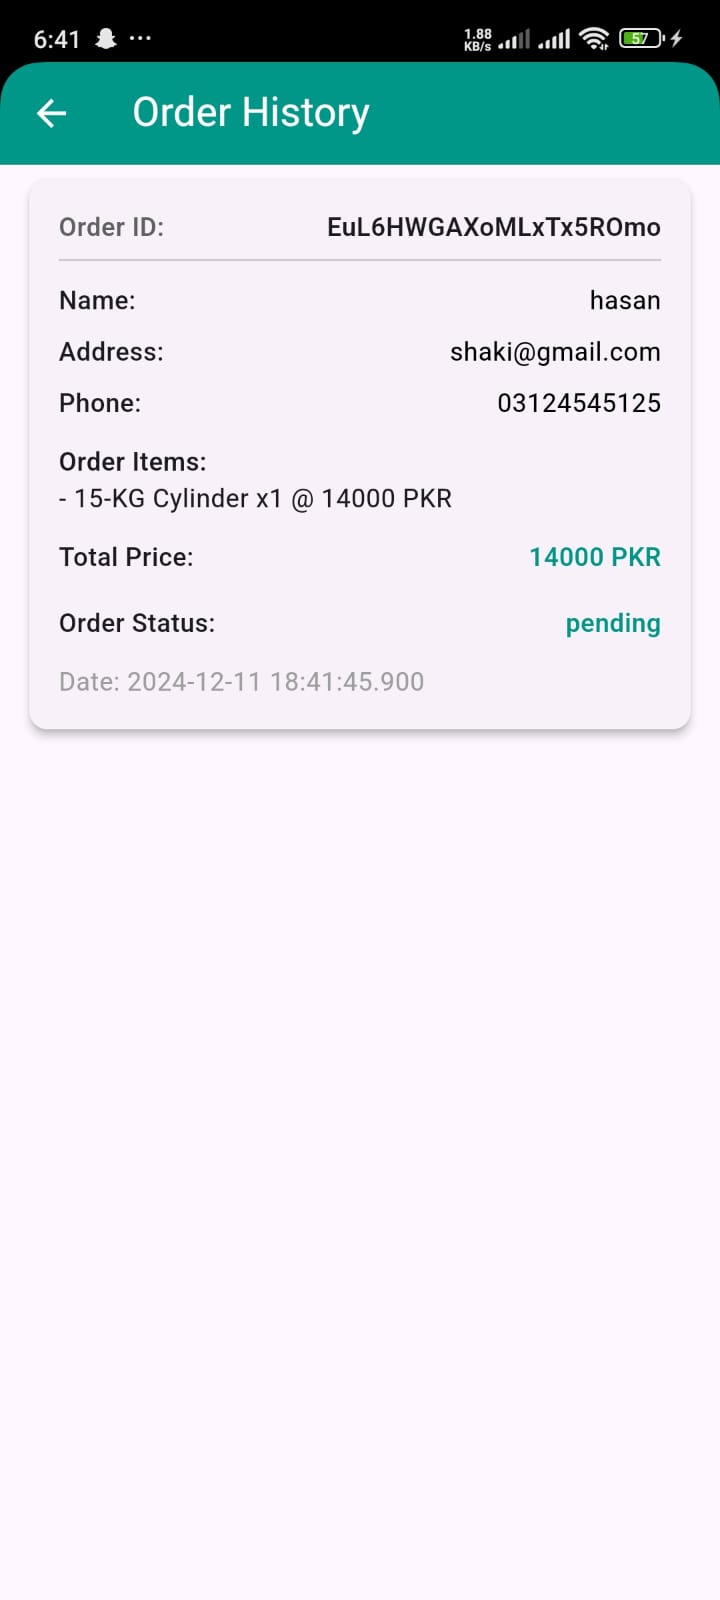 6:41 ... 1.88 KB/s 57
Order History
Order ID: EuL6HWGAXoMLxTx5ROmo
Name: hasan
Address: shaki@gmail.com
Phone: 03124545125
Order Items:
- 15-KG Cylinder x1 @ 14000 PKR
Total Price: 14000 PKR
Order Status: pending
Date: 2024-12-11 18:41:45.900